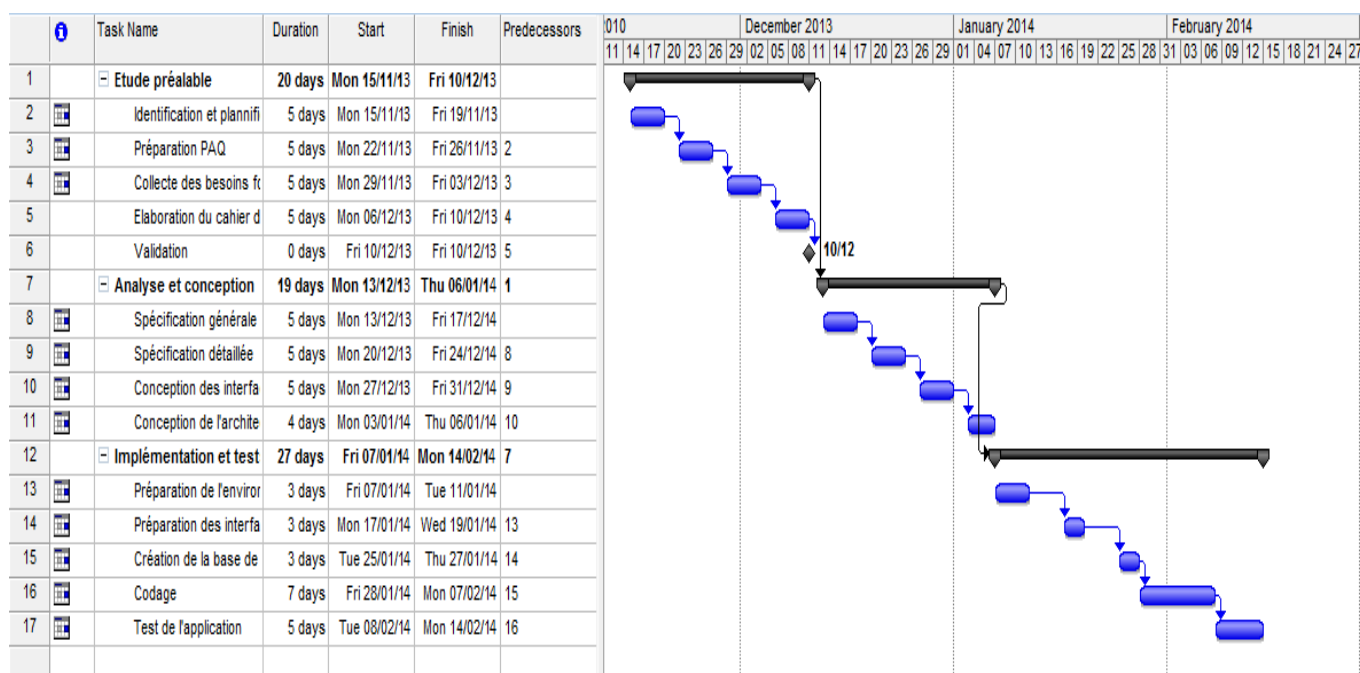 Task Name Duration Start Finish Predecessors
2010 December 2013 January 2014 February 2014
11 14 17 20 23 26 29 02 05 08 11 14 17 20 23 26 29 01 04 07 10 13 16 19 22 25 28 31 03 06 09 12 15 18 21 24 27
1 Etude préalable 20 days Mon 15/11/13 Fri 10/12/13
2 Identification et plannifi 5 days Mon 15/11/13 Fri 19/11/13
3 Préparation PAQ 5 days Mon 22/11/13 Fri 26/11/13 2
4 Collecte des besoins fo 5 days Mon 29/11/13 Fri 03/12/13 3
5 Elaboration du cahier d 5 days Mon 06/12/13 Fri 10/12/13 4
6 Validation 0 days Fri 10/12/13 Fri 10/12/13 5 10/12
7 Analyse et conception 19 days Mon 13/12/13 Thu 06/01/14 1
8 Spécification générale 5 days Mon 13/12/13 Fri 17/12/14
9 Spécification détaillée 5 days Mon 20/12/13 Fri 24/12/14 8
10 Conception des interfa 5 days Mon 27/12/13 Fri 31/12/14 9
11 Conception de l'archite 4 days Mon 03/01/14 Thu 06/01/14 10
12 Implémentation et test 27 days Fri 07/01/14 Mon 14/02/14 7
13 Préparation de l'enviror 3 days Fri 07/01/14 Tue 11/01/14
14 Préparation des interfa 3 days Mon 17/01/14 Wed 19/01/14 13
15 Création de la base de 3 days Tue 25/01/14 Thu 27/01/14 14
16 Codage 7 days Fri 28/01/14 Mon 07/02/14 15
17 Test de l'application 5 days Tue 08/02/14 Mon 14/02/14 16